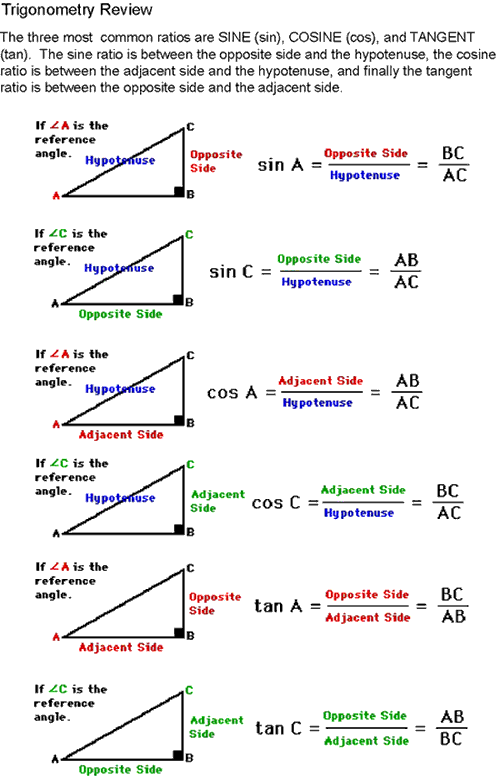 Trigonometry Review
The three most common ratios are SINE (sin), COSINE (cos), and TANGENT
(tan). The sine ratio is between the opposite side and the hypotenuse, the cosine
ratio is between the adjacent side and the hypotenuse, and finally the tangent
ratio is between the opposite side and the adjacent side.
If ∠A is the
reference
angle.
Hypotenuse
C
Opposite
Side
A
B
sin A = Opposite Side / Hypotenuse = BC / AC
If ∠C is the
reference
angle.
Hypotenuse
C
A
B
Opposite Side
sin C = Opposite Side / Hypotenuse = AB / AC
If ∠A is the
reference
angle.
Hypotenuse
C
A
B
Adjacent Side
cos A = Adjacent Side / Hypotenuse = AB / AC
If ∠C is the
reference
angle.
Hypotenuse
C
Adjacent
Side
A
B
cos C = Adjacent Side / Hypotenuse = BC / AC
If ∠A is the
reference
angle.
C
Opposite
Side
A
B
Adjacent Side
tan A = Opposite Side / Adjacent Side = BC / AB
If ∠C is the
reference
angle.
C
Adjacent
Side
A
B
Opposite Side
tan C = Opposite Side / Adjacent Side = AB / BC